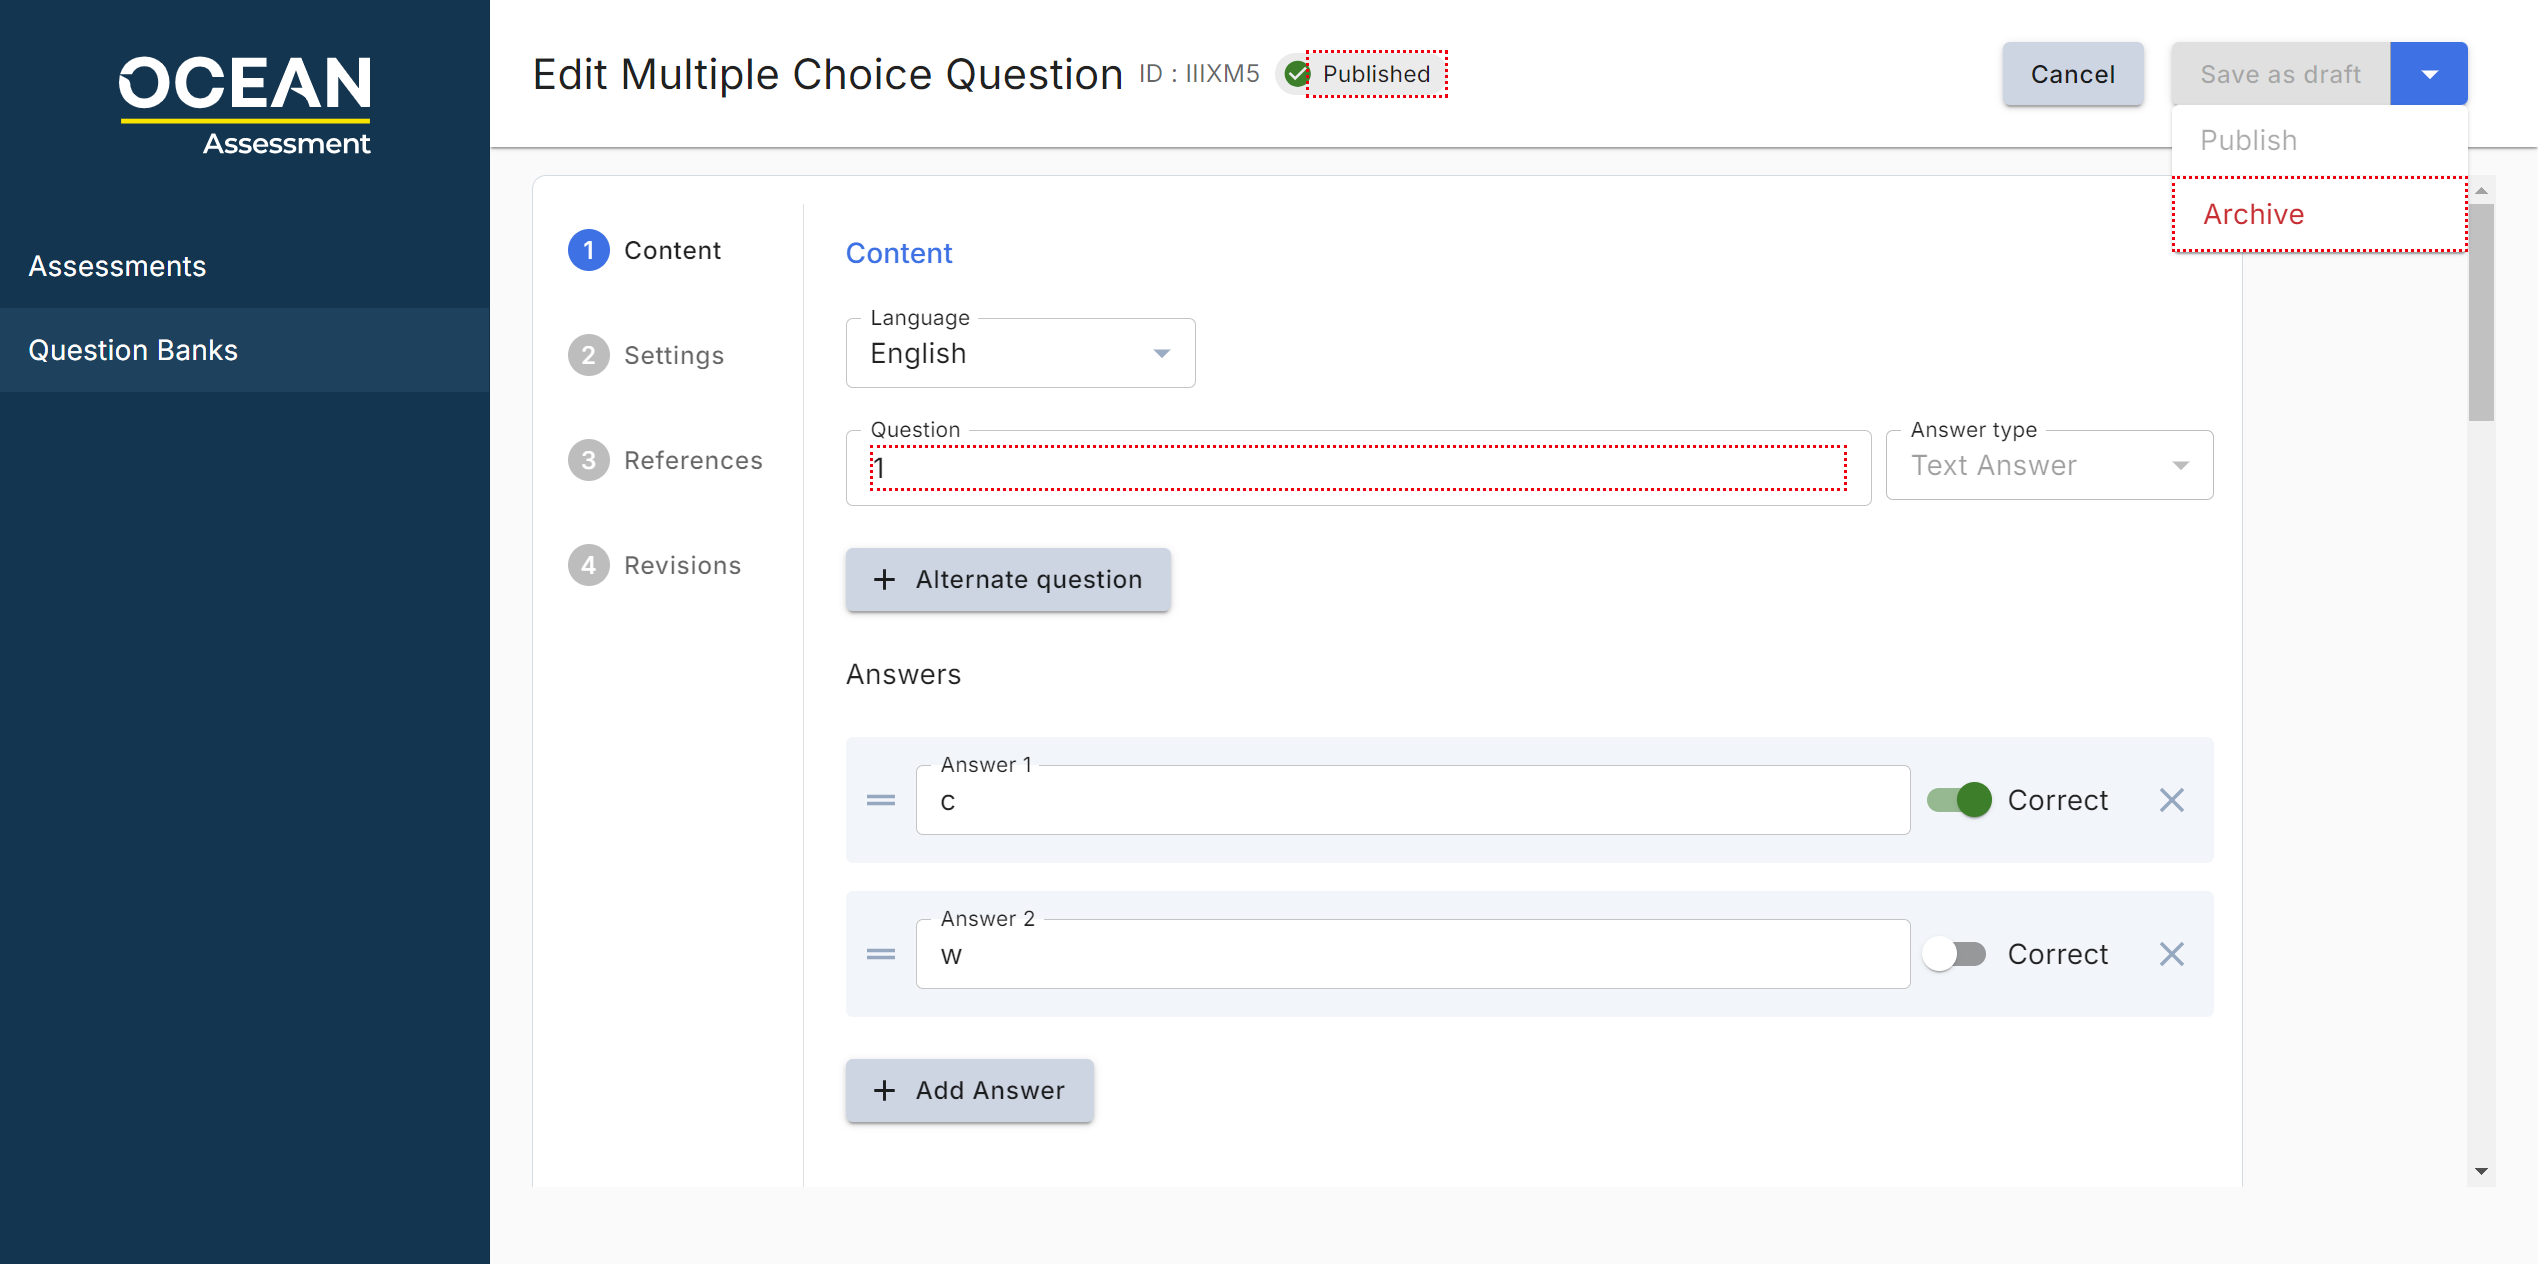 OCEAN
Assessment
Assessments
Question Banks
Edit Multiple Choice Question ID : IIIXM5 Published
Cancel
Save as draft
Publish
Archive
1 Content
2 Settings
3 References
4 Revisions
Content
Language
English
Question
1
Answer type
Text Answer
+ Alternate question
Answers
Answer 1
c
Correct
Answer 2
w
Correct
+ Add Answer